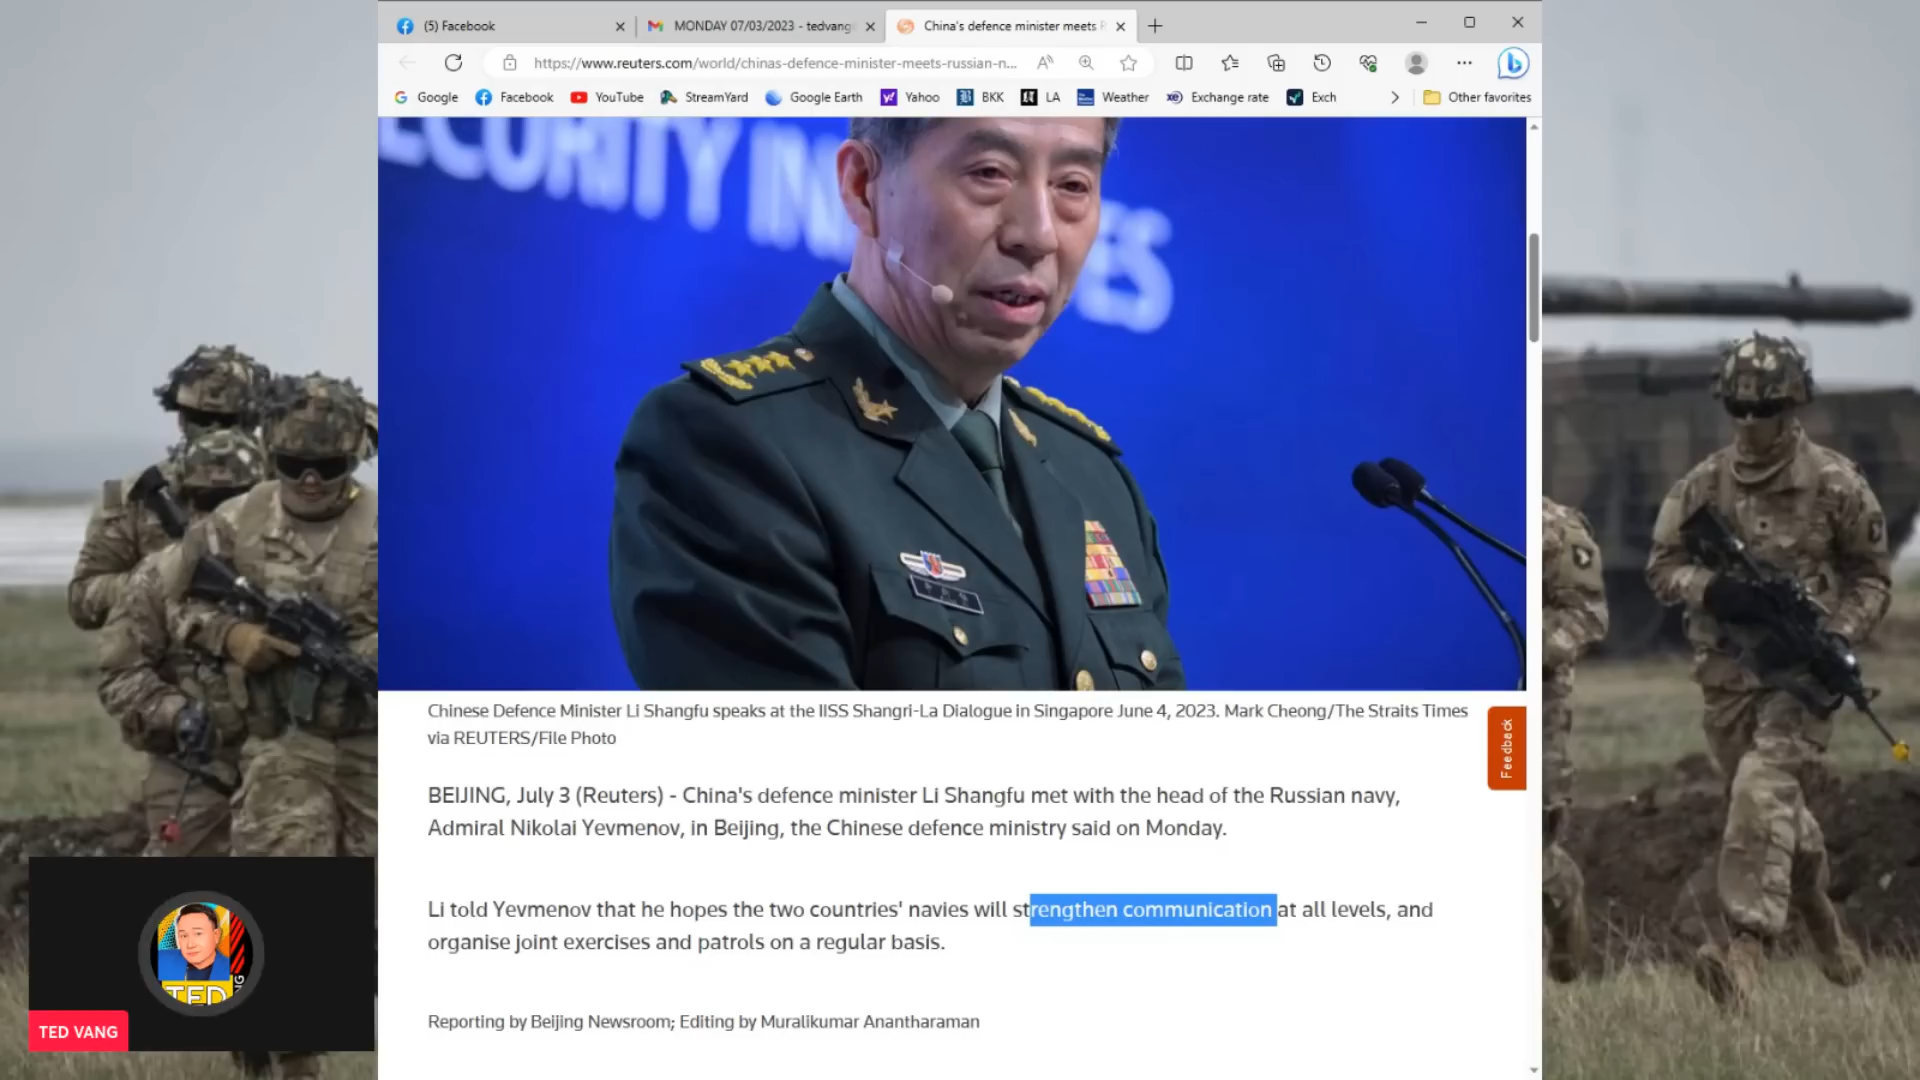 (5) Facebook
MONDAY 07/03/2023 - tedvang
China's defence minister meets R
https://www.reuters.com/world/chinas-defence-minister-meets-russian-n...
Google
Facebook
YouTube
StreamYard
Google Earth
Yahoo
BKK
LA
Weather
Exchange rate
Exch
Other favorites
ECURITY IN
ES
Chinese Defence Minister Li Shangfu speaks at the IISS Shangri-La Dialogue in Singapore June 4, 2023. Mark Cheong/The Straits Times
via REUTERS/File Photo
Feedback
BEIJING, July 3 (Reuters) - China's defence minister Li Shangfu met with the head of the Russian navy,
Admiral Nikolai Yevmenov, in Beijing, the Chinese defence ministry said on Monday.
Li told Yevmenov that he hopes the two countries' navies will strengthen communication at all levels, and
organise joint exercises and patrols on a regular basis.
Reporting by Beijing Newsroom; Editing by Muralikumar Anantharaman
TED
TED VANG